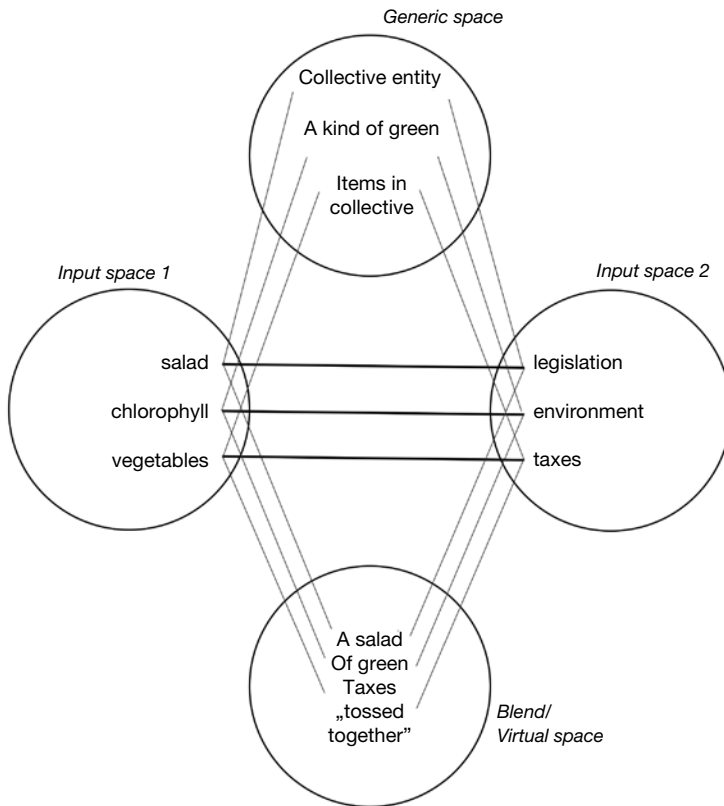 Generic space
Collective entity
A kind of green
Items in
collective
Input space 1
Input space 2
salad
legislation
chlorophyll
environment
vegetables
taxes
A salad
Of green
Taxes
„tossed
together”
Blend/
Virtual space